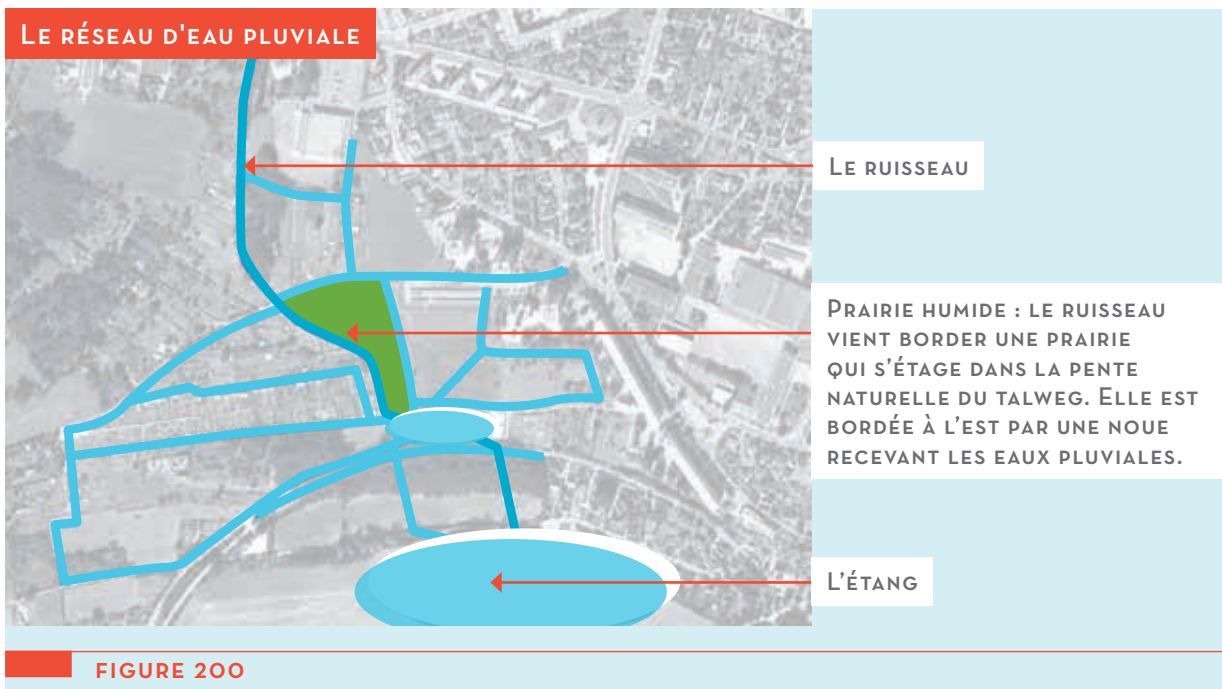 LE RÉSEAU D'EAU PLUVIALE
LE RUISSEAU
PRAIRIE HUMIDE : LE RUISSEAU
VIENT BORDER UNE PRAIRIE
QUI S'ÉTAGE DANS LA PENTE
NATURELLE DU TALWEG. ELLE EST
BORDÉE À L'EST PAR UNE NOUE
RECEVANT LES EAUX PLUVIALES.
L'ÉTANG
FIGURE 200